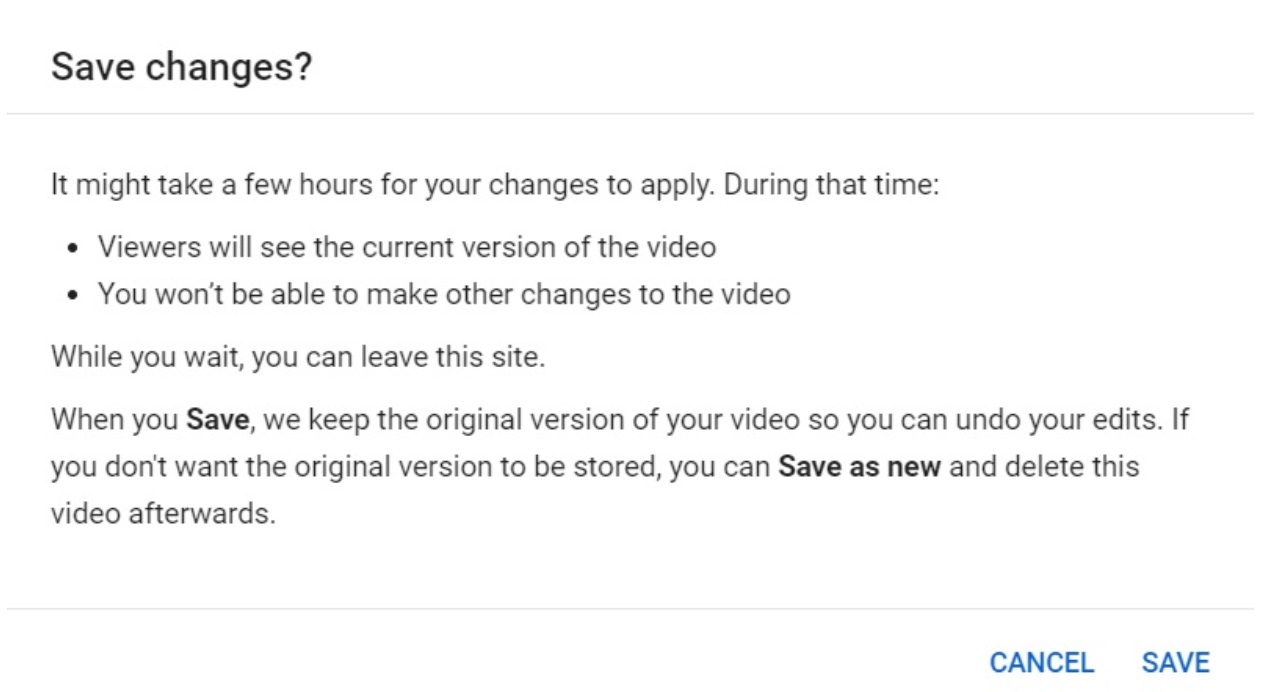 Save changes?
It might take a few hours for your changes to apply. During that time:
• Viewers will see the current version of the video
• You won’t be able to make other changes to the video
While you wait, you can leave this site.
When you Save, we keep the original version of your video so you can undo your edits. If
you don't want the original version to be stored, you can Save as new and delete this
video afterwards.
CANCEL SAVE